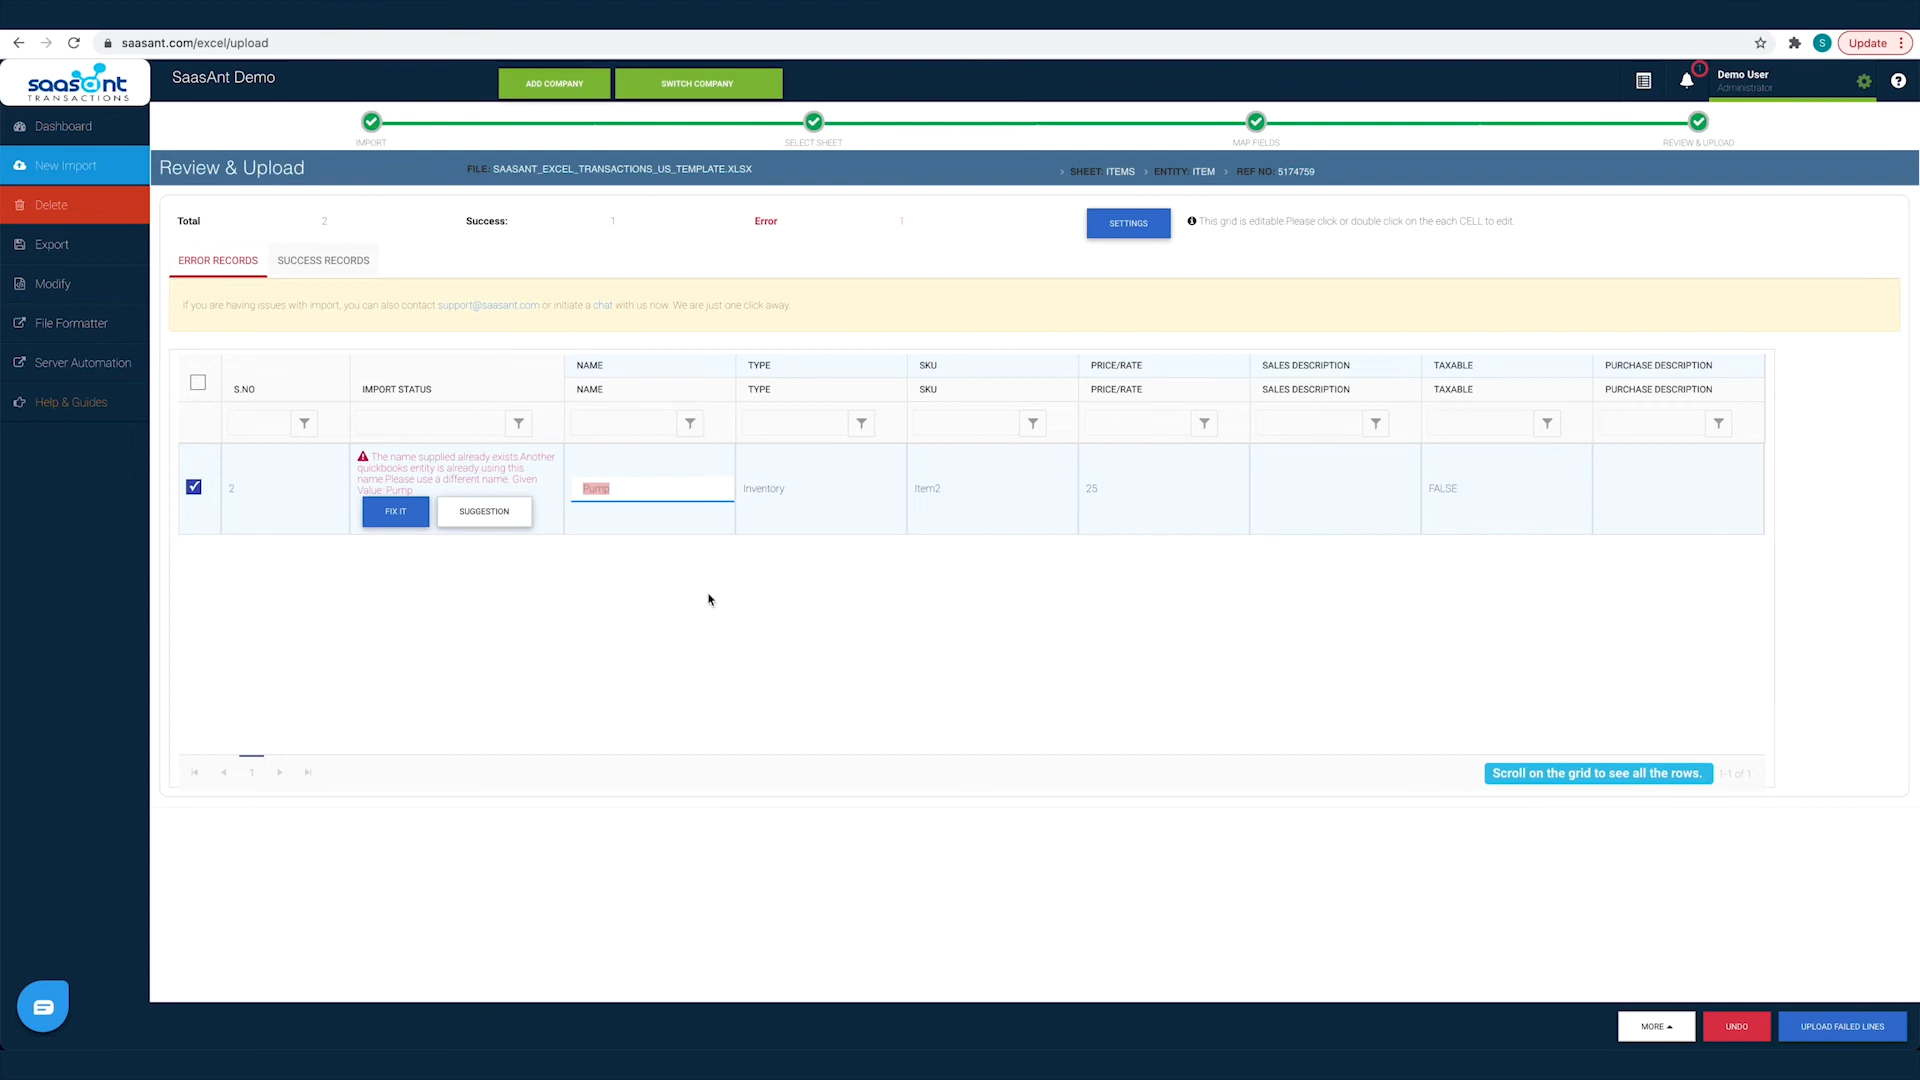 saasant.com/excel/upload
Update
saasant
TRANSACTIONS
SaasAnt Demo
ADD COMPANY
SWITCH COMPANY
1
Demo User
Administrator
S
Dashboard
New Import
Delete
Export
Modify
File Formatter
Server Automation
Help & Guides
IMPORT
SELECT SHEET
MAP FIELDS
REVIEW & UPLOAD
Review & Upload
FILE: SAASANT_EXCEL_TRANSACTIONS_US_TEMPLATE.XLSX
> SHEET: ITEMS > ENTITY: ITEM > REF NO: 5174759
Total 2 Success: 1 Error 1
SETTINGS
This grid is editable.Please click or double click on the each CELL to edit.
ERROR RECORDS SUCCESS RECORDS
If you are having issues with import, you can also contact support@saasant.com or initiate a chat with us now. We are just one click away.
NAME TYPE SKU PRICE/RATE SALES DESCRIPTION TAXABLE PURCHASE DESCRIPTION
S.NO IMPORT STATUS NAME TYPE SKU PRICE/RATE SALES DESCRIPTION TAXABLE PURCHASE DESCRIPTION
2
The name supplied already exists.Another
quickbooks entity is already using this
name.Please use a different name. Given
Value: Pump
FIX IT
SUGGESTION
Pump Inventory Item2 25 FALSE
1
Scroll on the grid to see all the rows.
1-1 of 1
MORE
UNDO
UPLOAD FAILED LINES